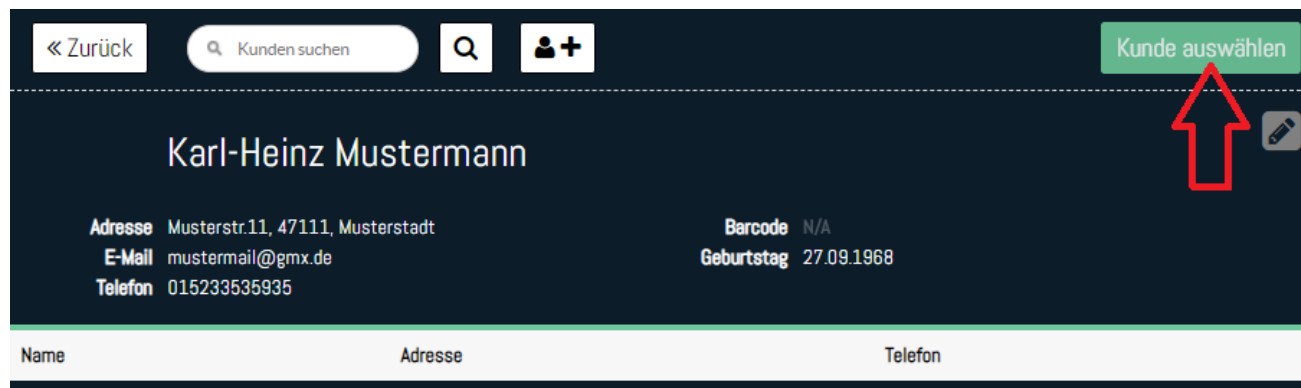 « Zurück Kunden suchen Kunde auswählen
Karl-Heinz Mustermann
Adresse Musterstr.11, 47111, Musterstadt Barcode N/A
E-Mail mustermail@gmx.de Geburtstag 27.09.1968
Telefon 015233535935
Name Adresse Telefon